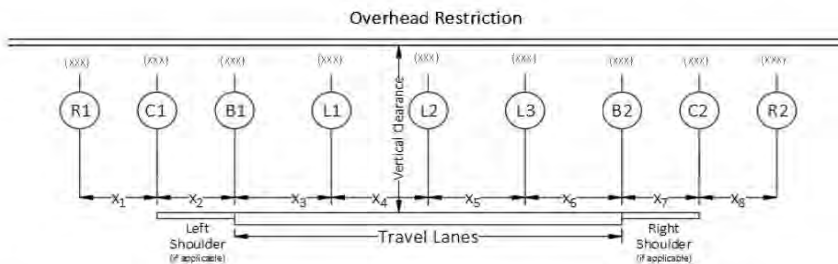 Overhead Restriction
(XXX) (XXX) (XXX) (XXX) (XXX) (XXX) (XXX) (XXX) (XXX)
R1 C1 B1 L1 L2 L3 B2 C2 R2
Vertical Clearance
X1 X2 X3 X4 X5 X6 X7 X8
Left
Shoulder
(if applicable)
Travel Lanes
Right
Shoulder
(if applicable)